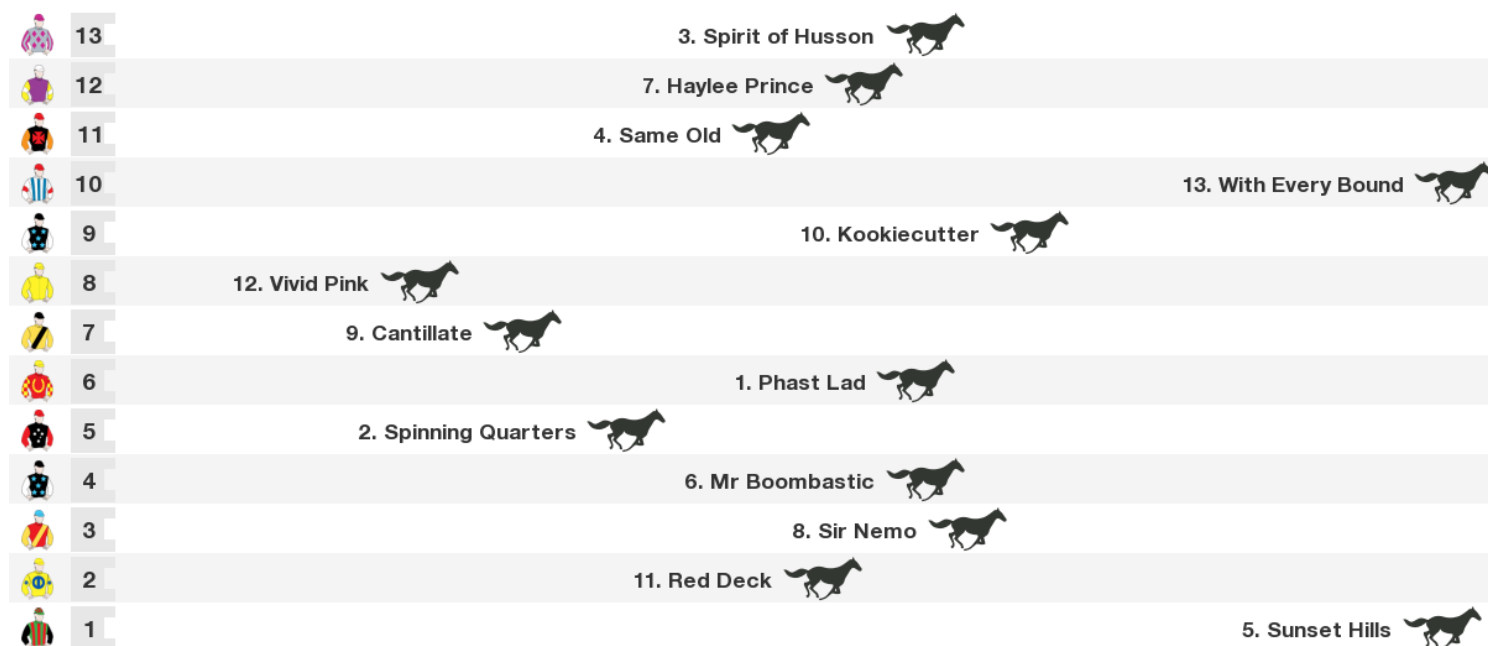 13 3. Spirit of Husson
12 7. Haylee Prince
11 4. Same Old
10 13. With Every Bound
9 10. Kookiecutter
8 12. Vivid Pink
7 9. Cantillate
6 1. Phast Lad
5 2. Spinning Quarters
4 6. Mr Boombastic
3 8. Sir Nemo
2 11. Red Deck
1 5. Sunset Hills